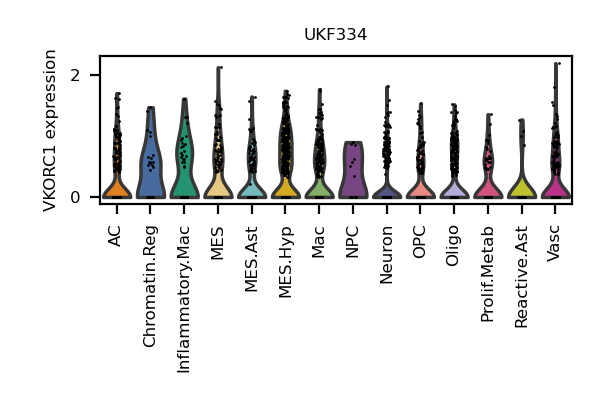 UKF334
VKORC1 expression
2
0
AC
Chromatin.Reg
Inflammatory.Mac
MES
MES.Ast
MES.Hyp
Mac
NPC
Neuron
OPC
Oligo
Prolif.Metab
Reactive.Ast
Vasc